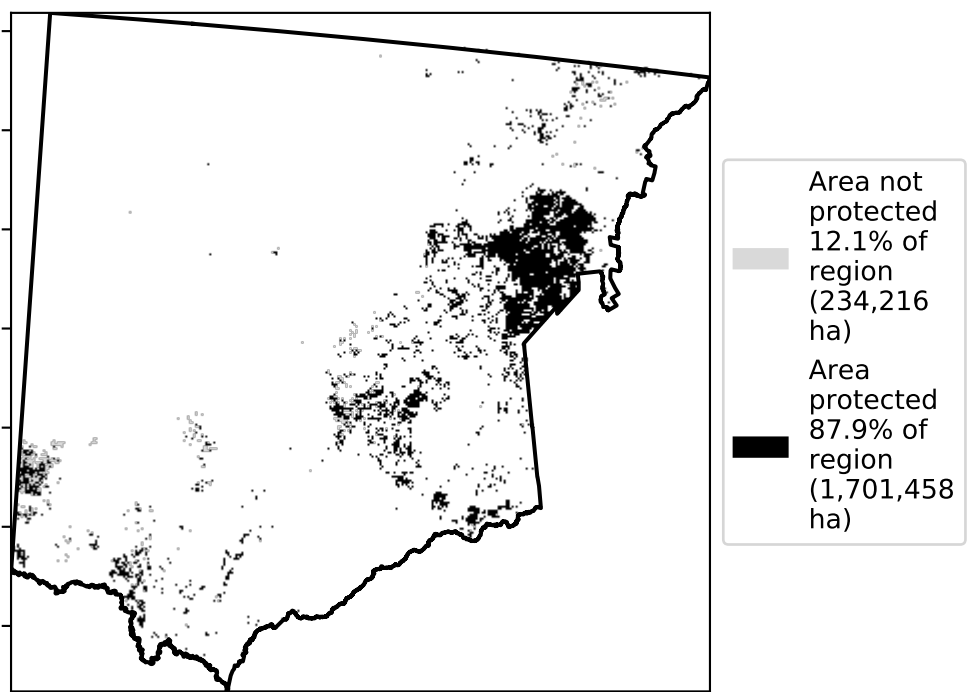 Area not
protected
12.1% of
region
(234,216
ha)
Area
protected
87.9% of
region
(1,701,458
ha)